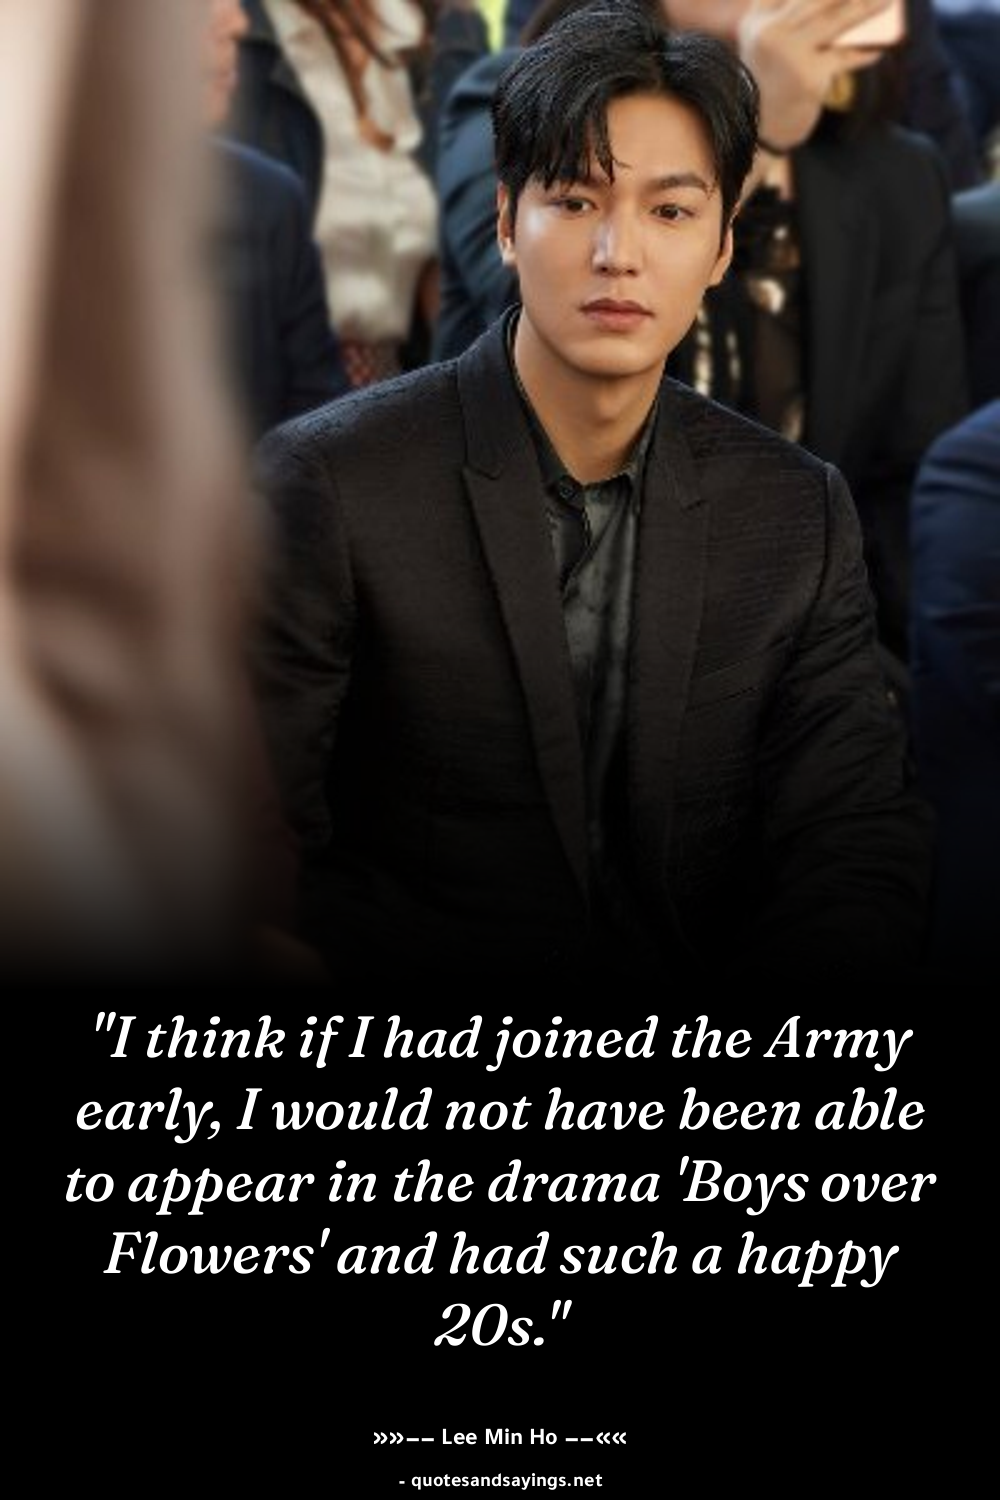 "I think if I had joined the Army
early, I would not have been able
to appear in the drama 'Boys over
Flowers' and had such a happy
20s."
»»–– Lee Min Ho ––««
- quotesandsayings.net